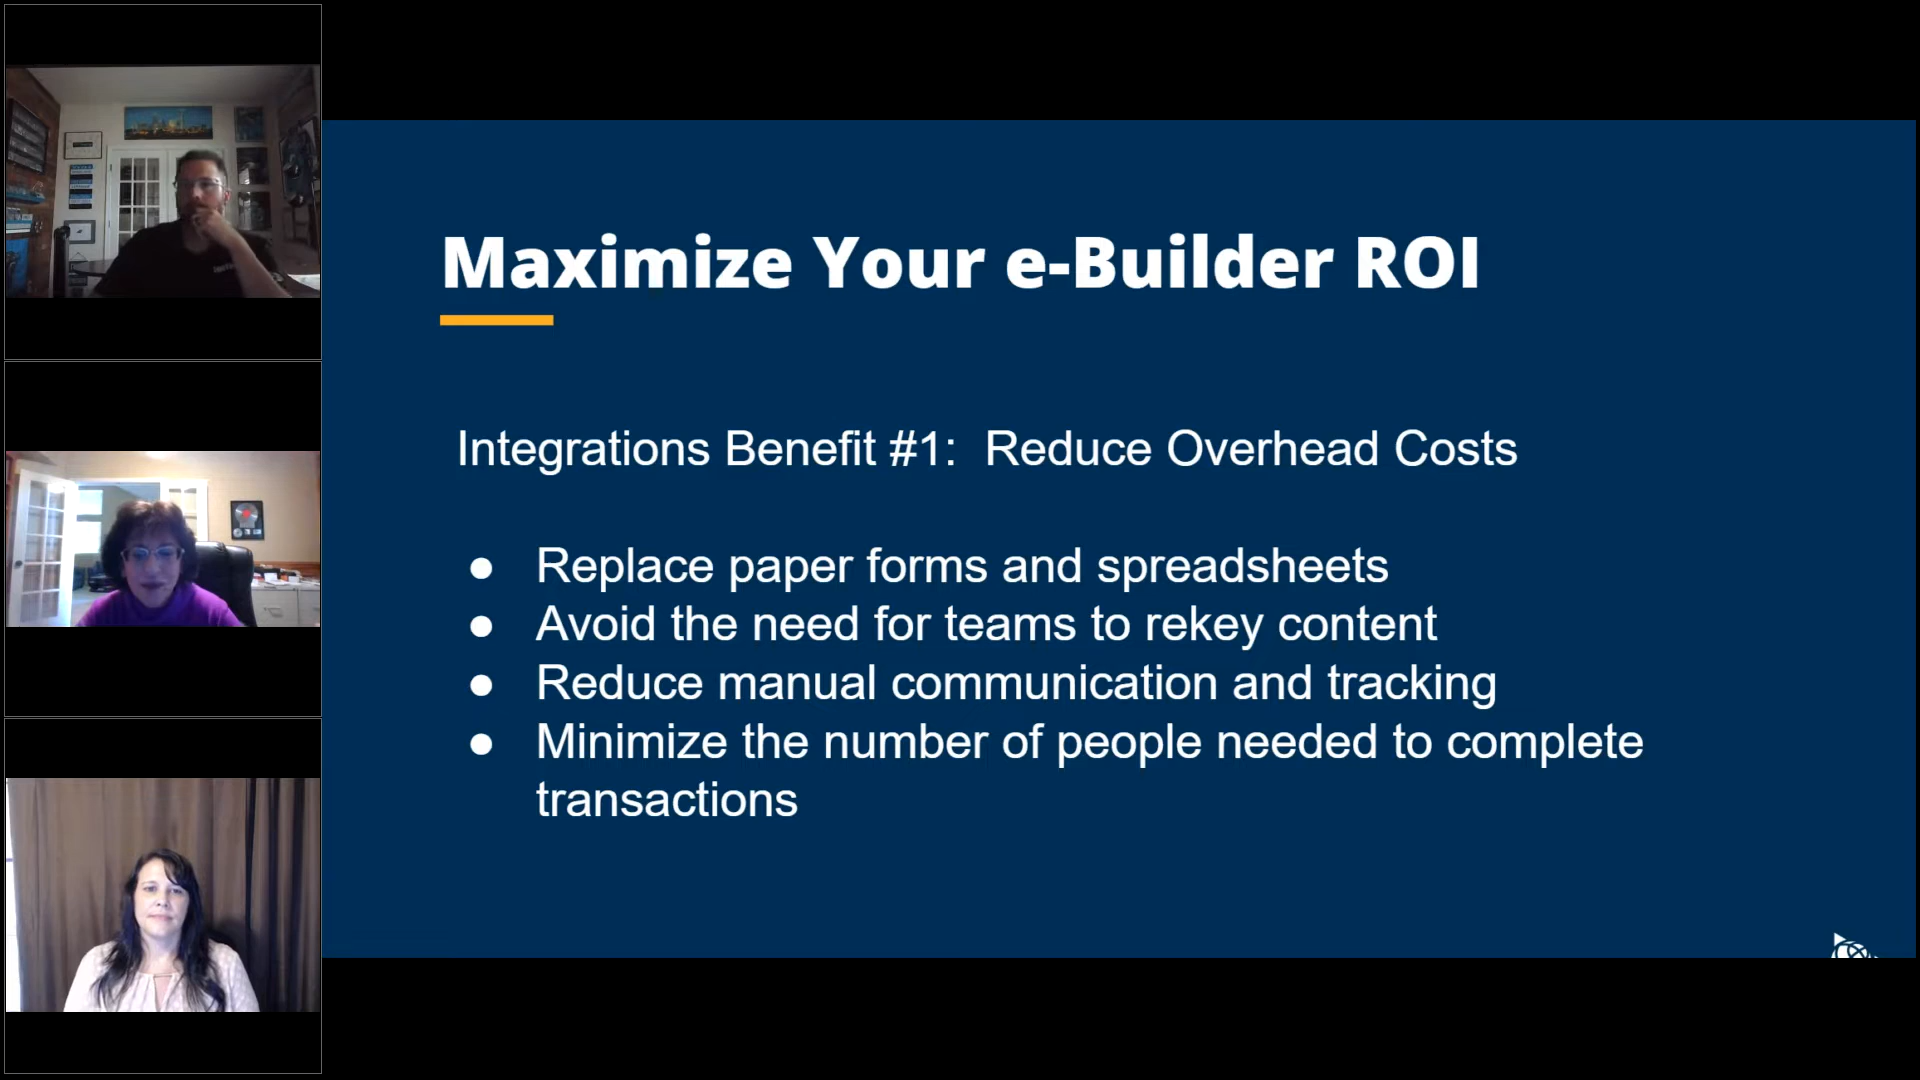 Maximize Your e-Builder ROI
Integrations Benefit #1: Reduce Overhead Costs
● Replace paper forms and spreadsheets
● Avoid the need for teams to rekey content
● Reduce manual communication and tracking
● Minimize the number of people needed to complete
transactions